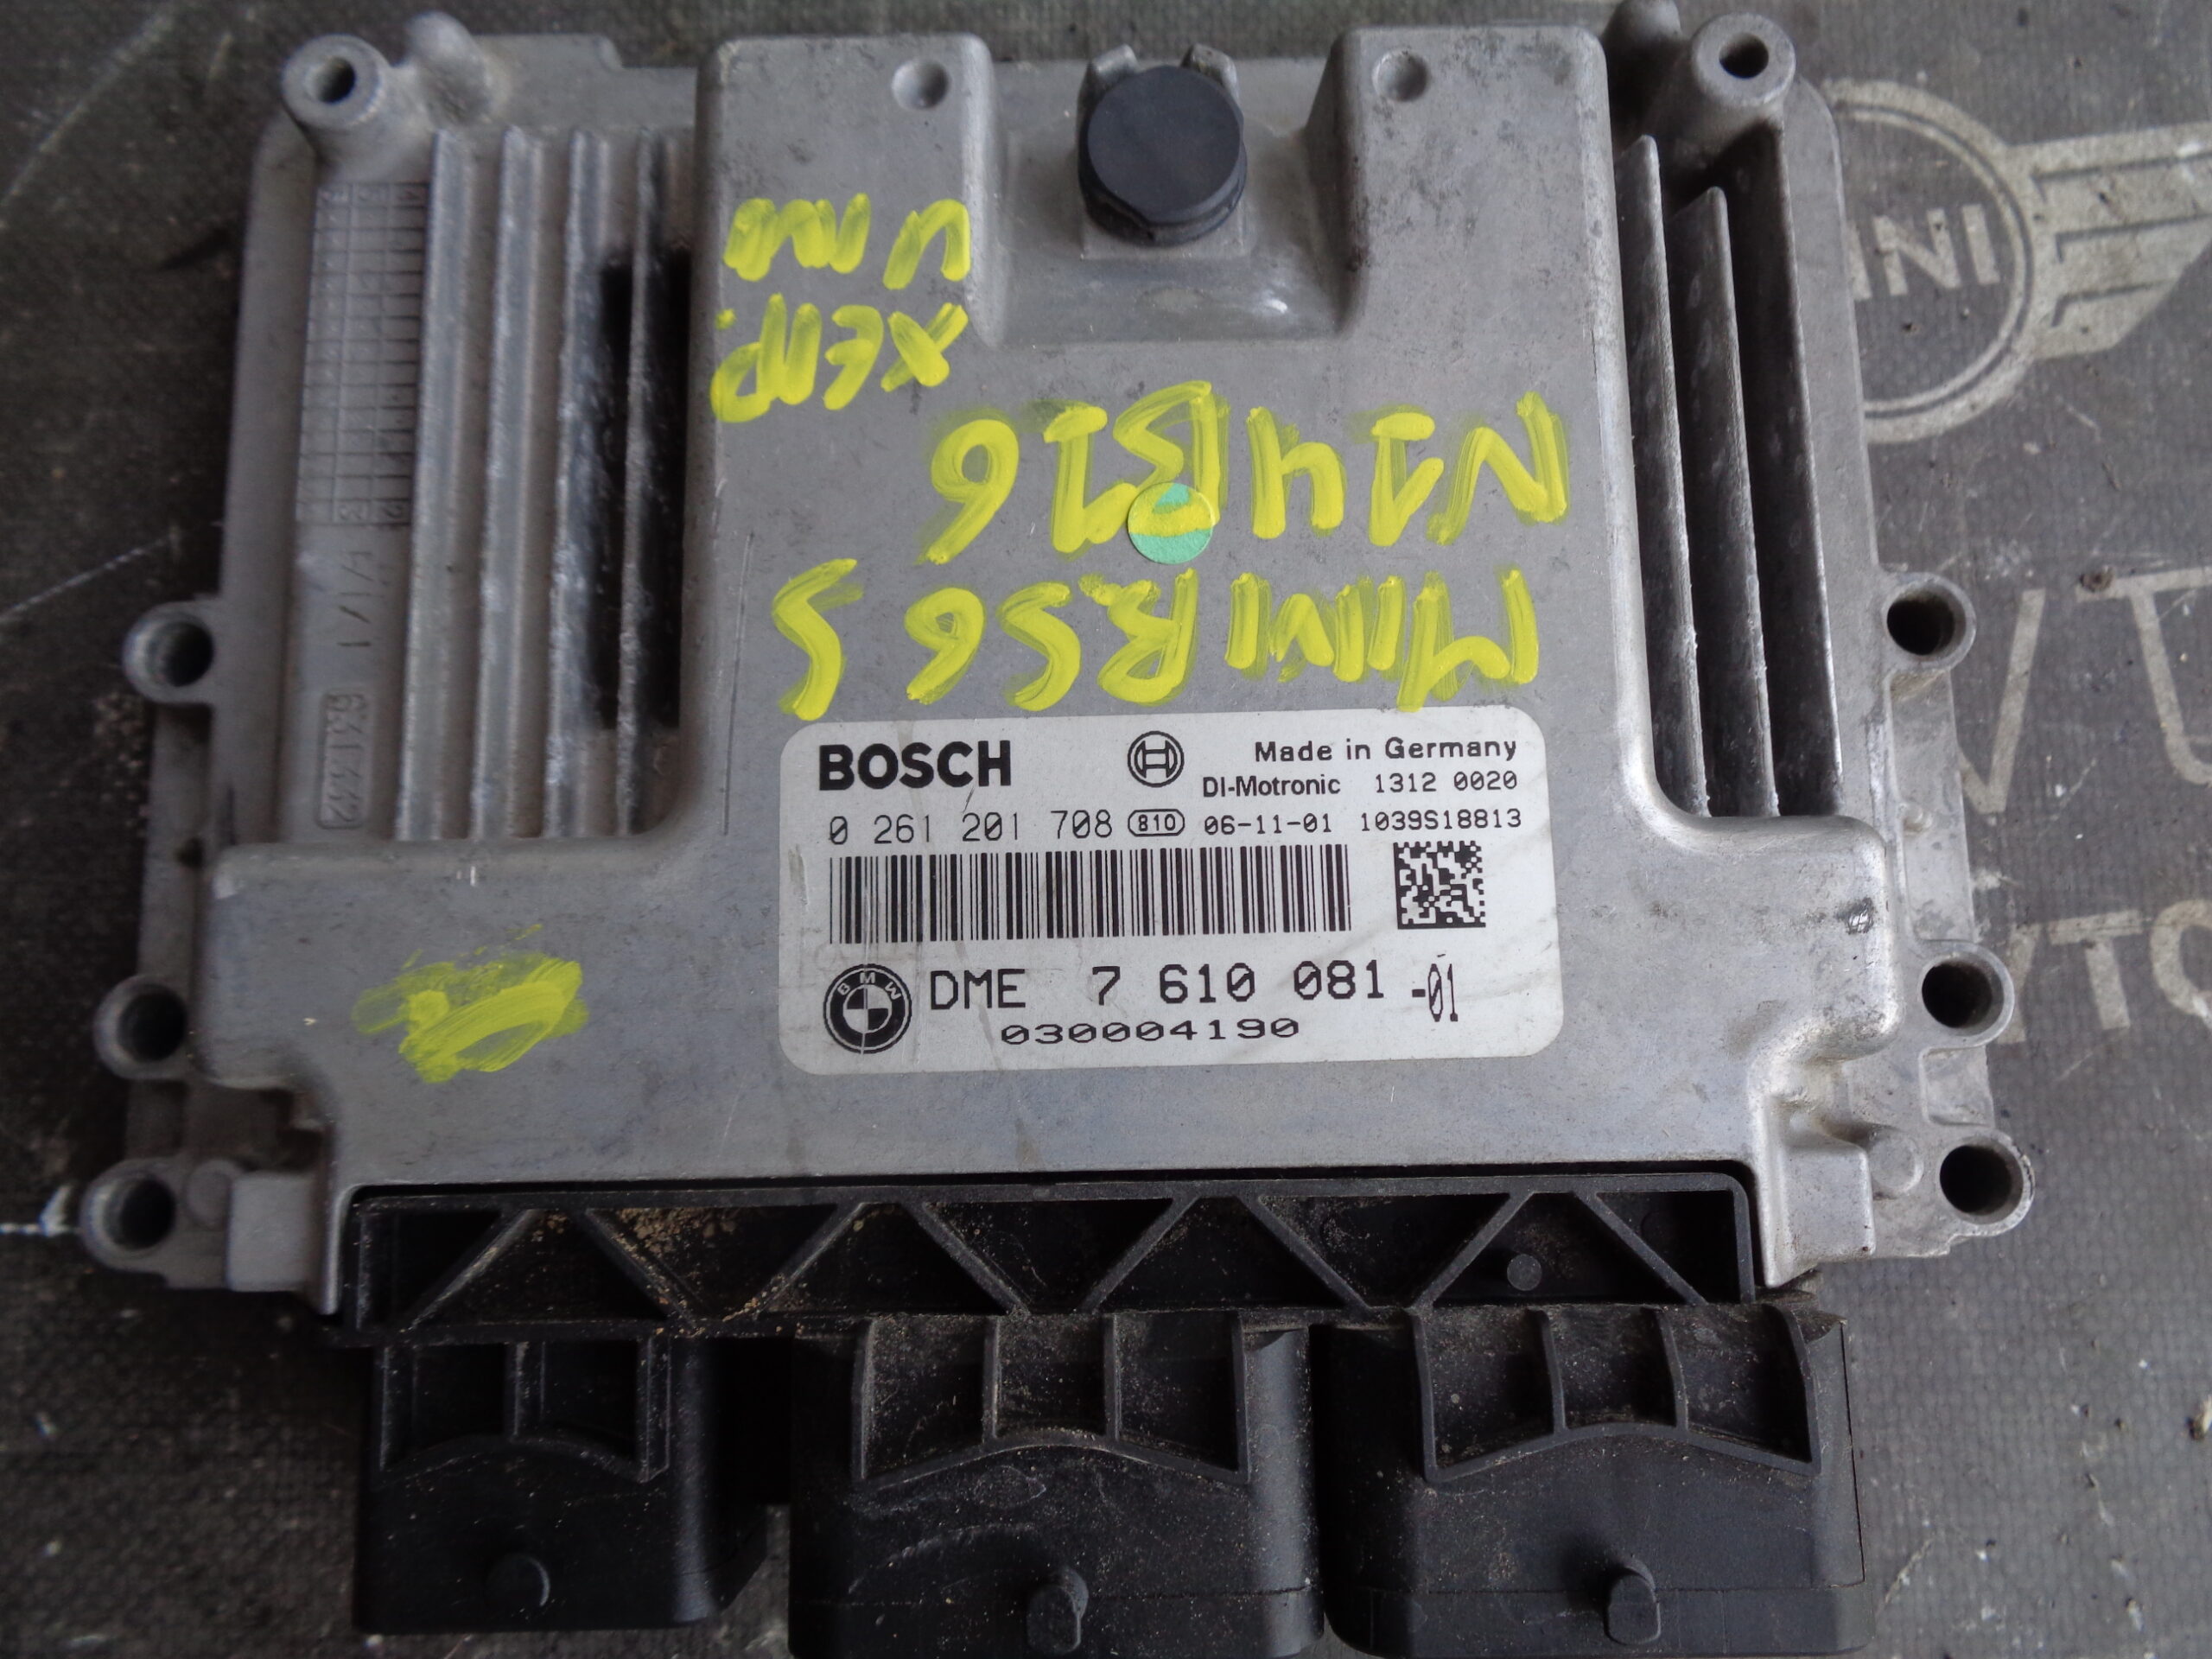 MINI R56 S
N14B16
BOSCH
Made in Germany
DI-Motronic 1312 0020
0 261 201 708 810 06-11-01 1039S18813
BMW
DME 7 610 081 -01
030004190